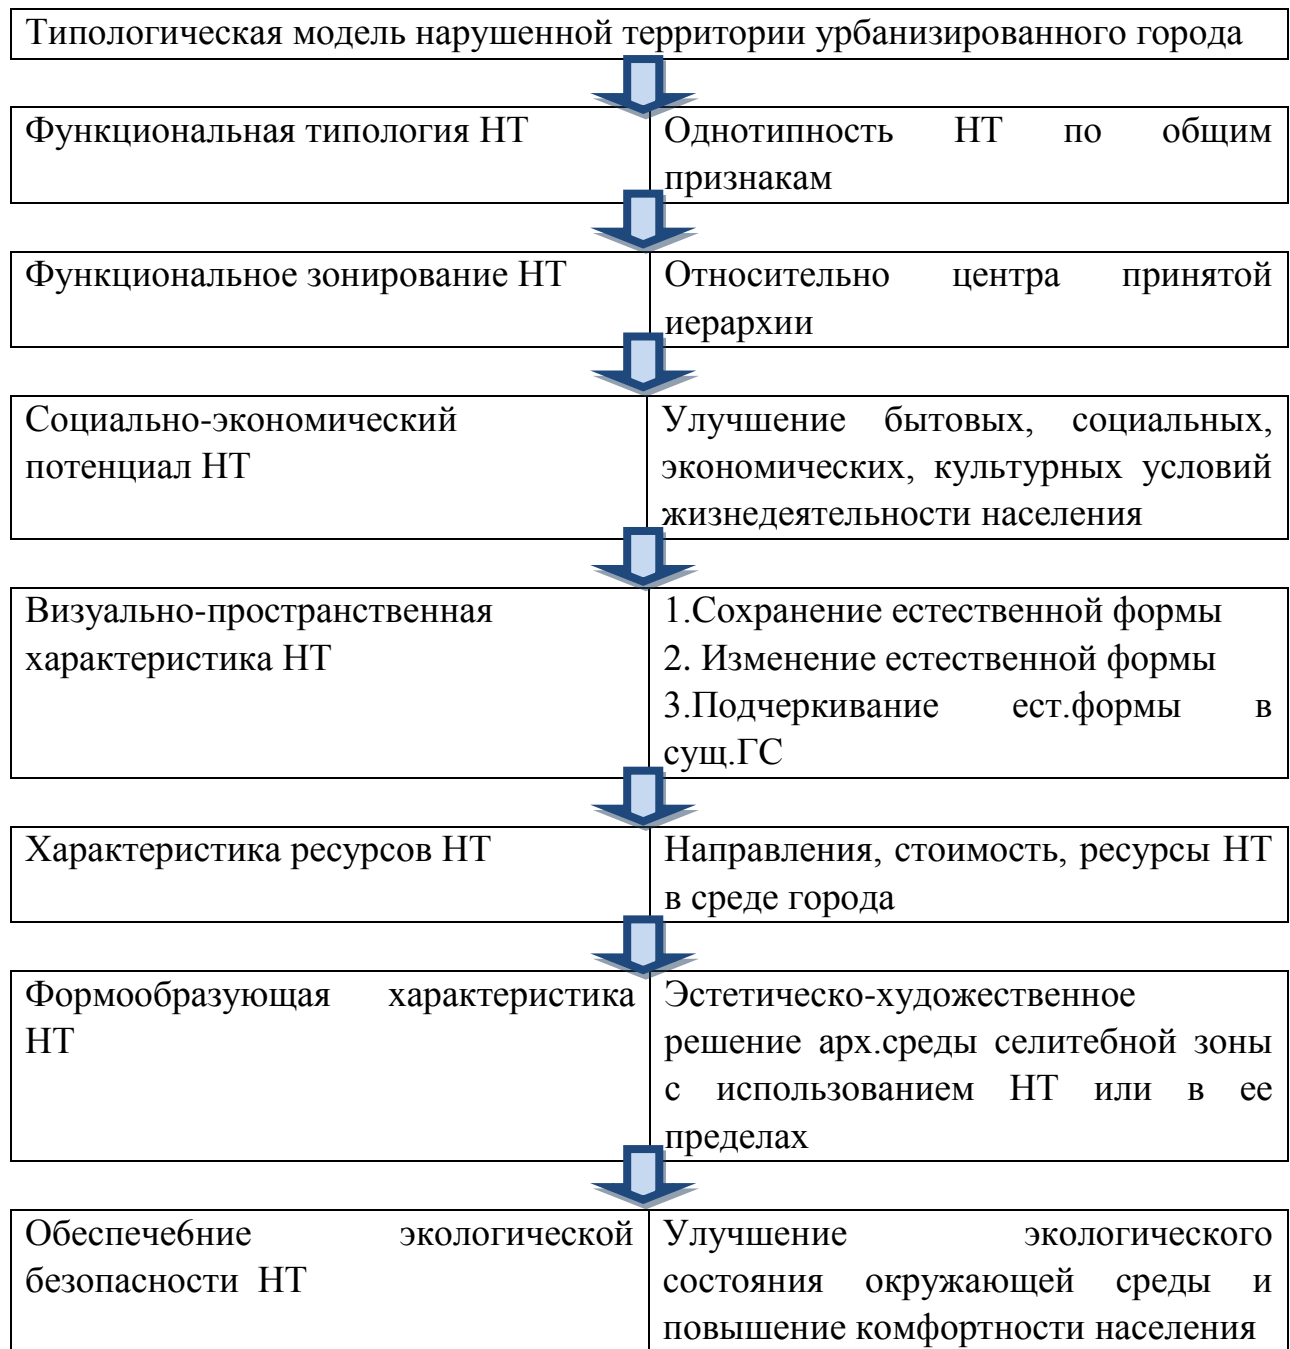 Типологическая модель нарушенной территории урбанизированного города
Функциональная типология НТ
Однотипность НТ по общим
признакам
Функциональное зонирование НТ
Относительно центра принятой
иерархии
Социально-экономический
потенциал НТ
Улучшение бытовых, социальных,
экономических, культурных условий
жизнедеятельности населения
Визуально-пространственная
характеристика НТ
1.Сохранение естественной формы
2. Изменение естественной формы
3.Подчеркивание ест.формы в
сущ.ГС
Характеристика ресурсов НТ
Направления, стоимость, ресурсы НТ
в среде города
Формообразующая характеристика
НТ
Эстетическо-художественное
решение арх.среды селитебной зоны
с использованием НТ или в ее
пределах
Обеспече6ние экологической
безопасности НТ
Улучшение экологического
состояния окружающей среды и
повышение комфортности населения